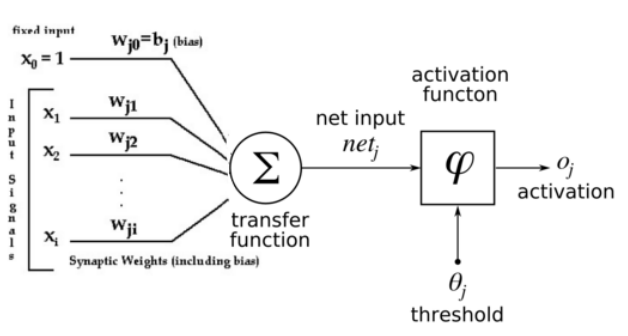 fixed input
x₀ = 1
wⱼ₀=bⱼ (bias)
Input Signals
x₁
wⱼ₁
x₂
wⱼ₂
xᵢ
wⱼᵢ
Synaptic Weights (including bias)
Σ
transfer
function
net input
netⱼ
activation
functon
φ
oⱼ
activation
θⱼ
threshold